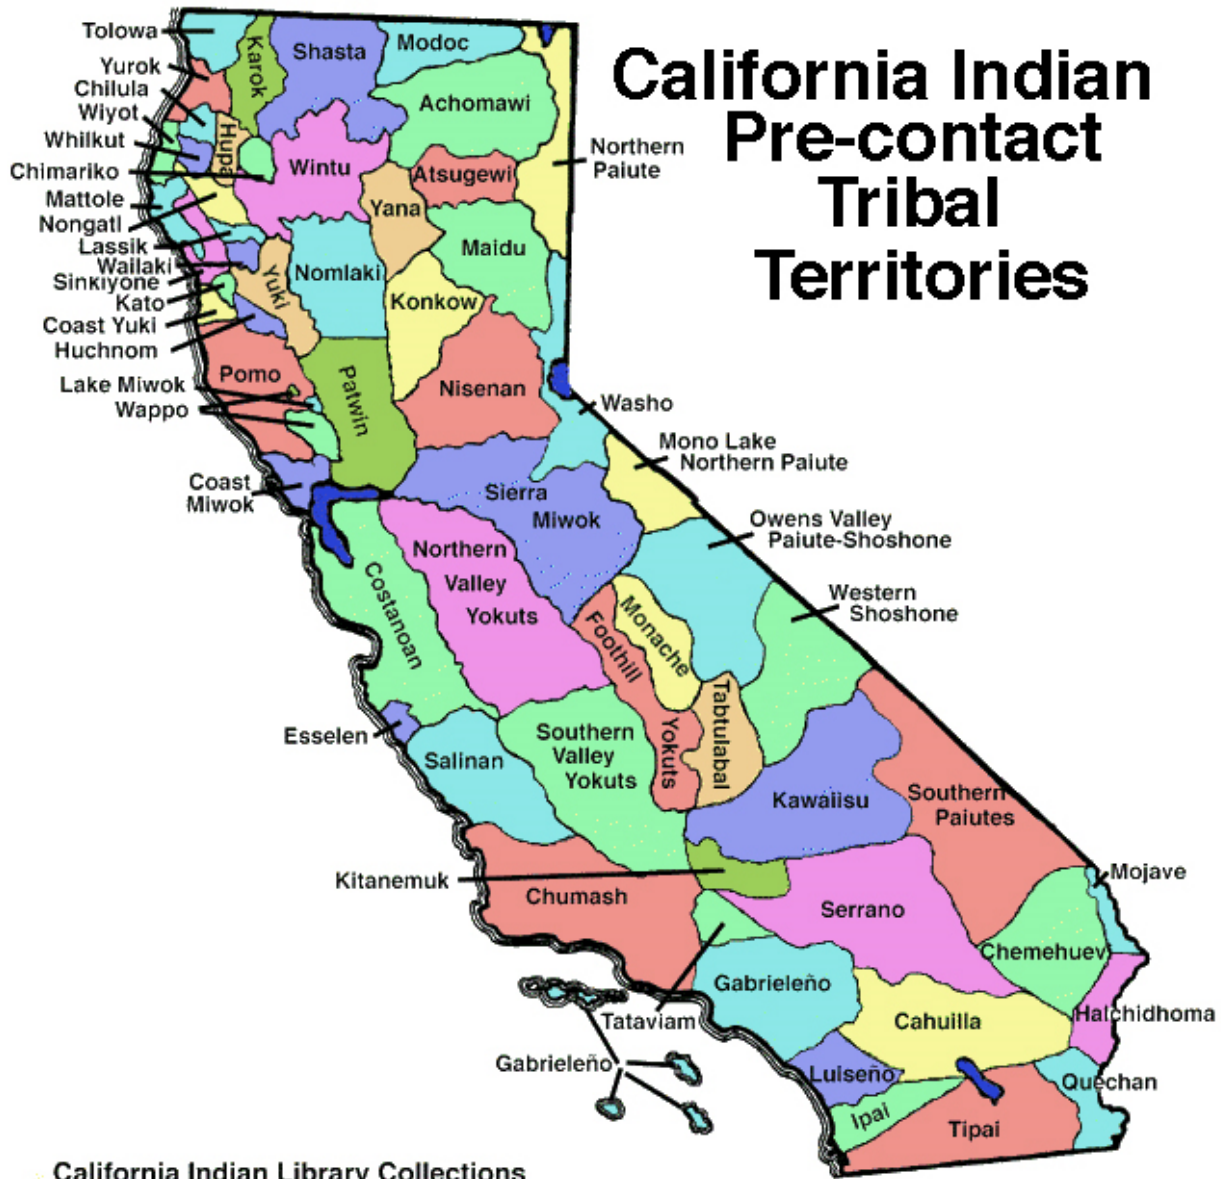 California Indian
Pre-contact
Tribal
Territories
Tolowa
Yurok
Chilula
Wiyot
Whilkut
Chimariko
Mattole
Nongatl
Lassik
Wailaki
Sinkiyone
Kato
Coast Yuki
Huchnom
Lake Miwok
Wappo
Coast
Miwok
Karok
Shasta
Modoc
Achomawi
Hupa
Wintu
Atsugewi
Northern
Paiute
Yana
Maidu
Yuki
Nomlaki
Konkow
Pomo
Patwin
Nisenan
Washo
Mono Lake
Northern Paiute
Sierra
Miwok
Owens Valley
Paiute-Shoshone
Northern
Valley
Yokuts
Costanoan
Foothill
Yokuts
Monache
Western
Shoshone
Tabtulabal
Esselen
Salinan
Southern
Valley
Yokuts
Kawaiisu
Southern
Paiutes
Kitanemuk
Chumash
Serrano
Mojave
Chemehuevi
Gabrieleño
Tataviam
Cahuilla
Halchidhoma
Gabrieleño
Luiseño
Quechan
Ipai
Tipai
California Indian Library Collections